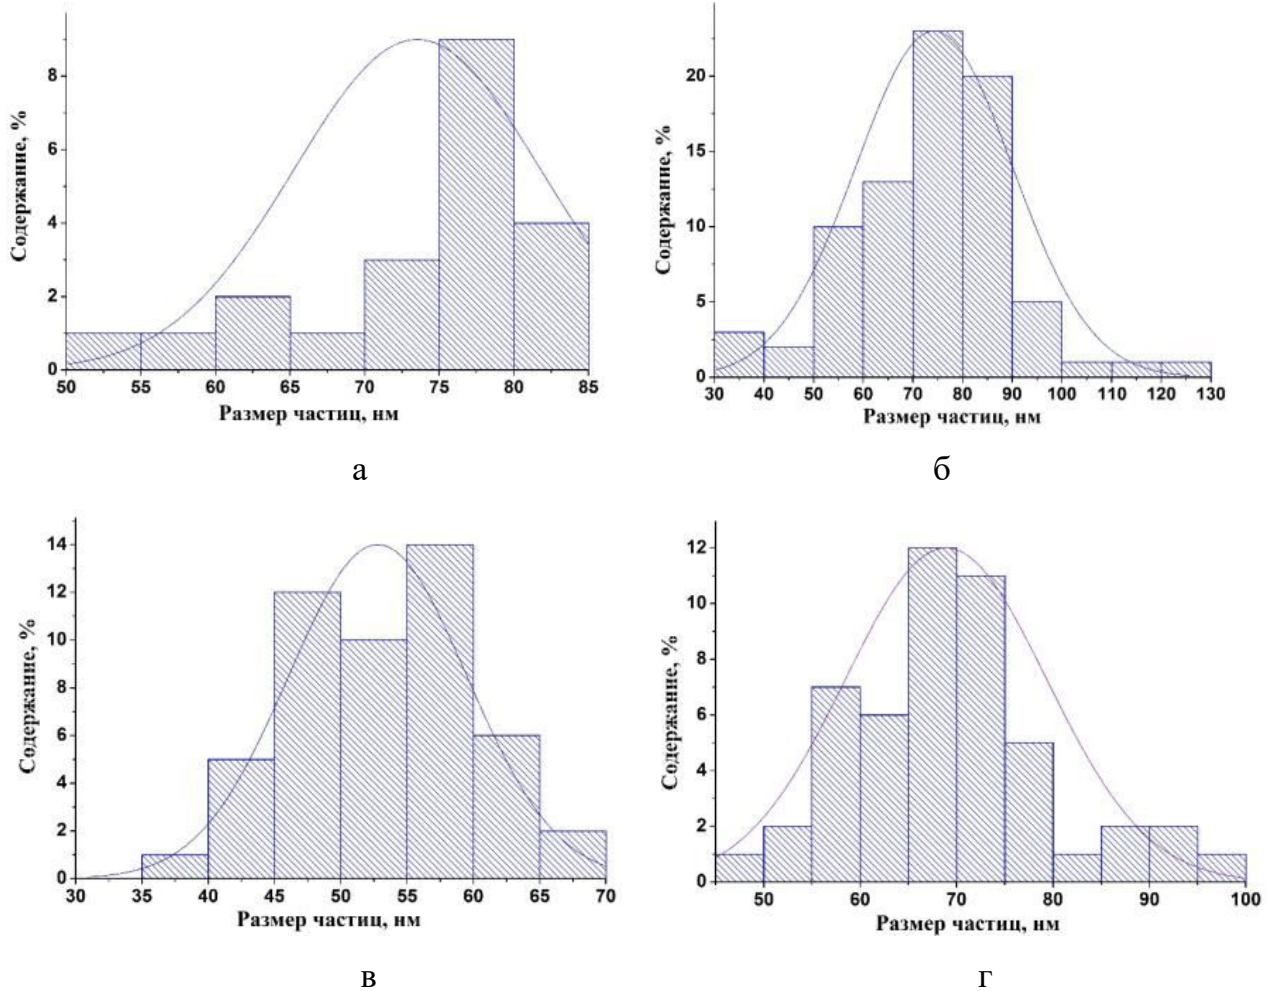 Содержание, %
8
6
4
2
0
50 55 60 65 70 75 80 85
Размер частиц, нм
а
Содержание, %
20
15
10
5
0
30 40 50 60 70 80 90 100 110 120 130
Размер частиц, нм
б
Содержание, %
14
12
10
8
6
4
2
0
30 35 40 45 50 55 60 65 70
Размер частиц, нм
в
Содержание, %
12
10
8
6
4
2
0
50 60 70 80 90 100
Размер частиц, нм
г